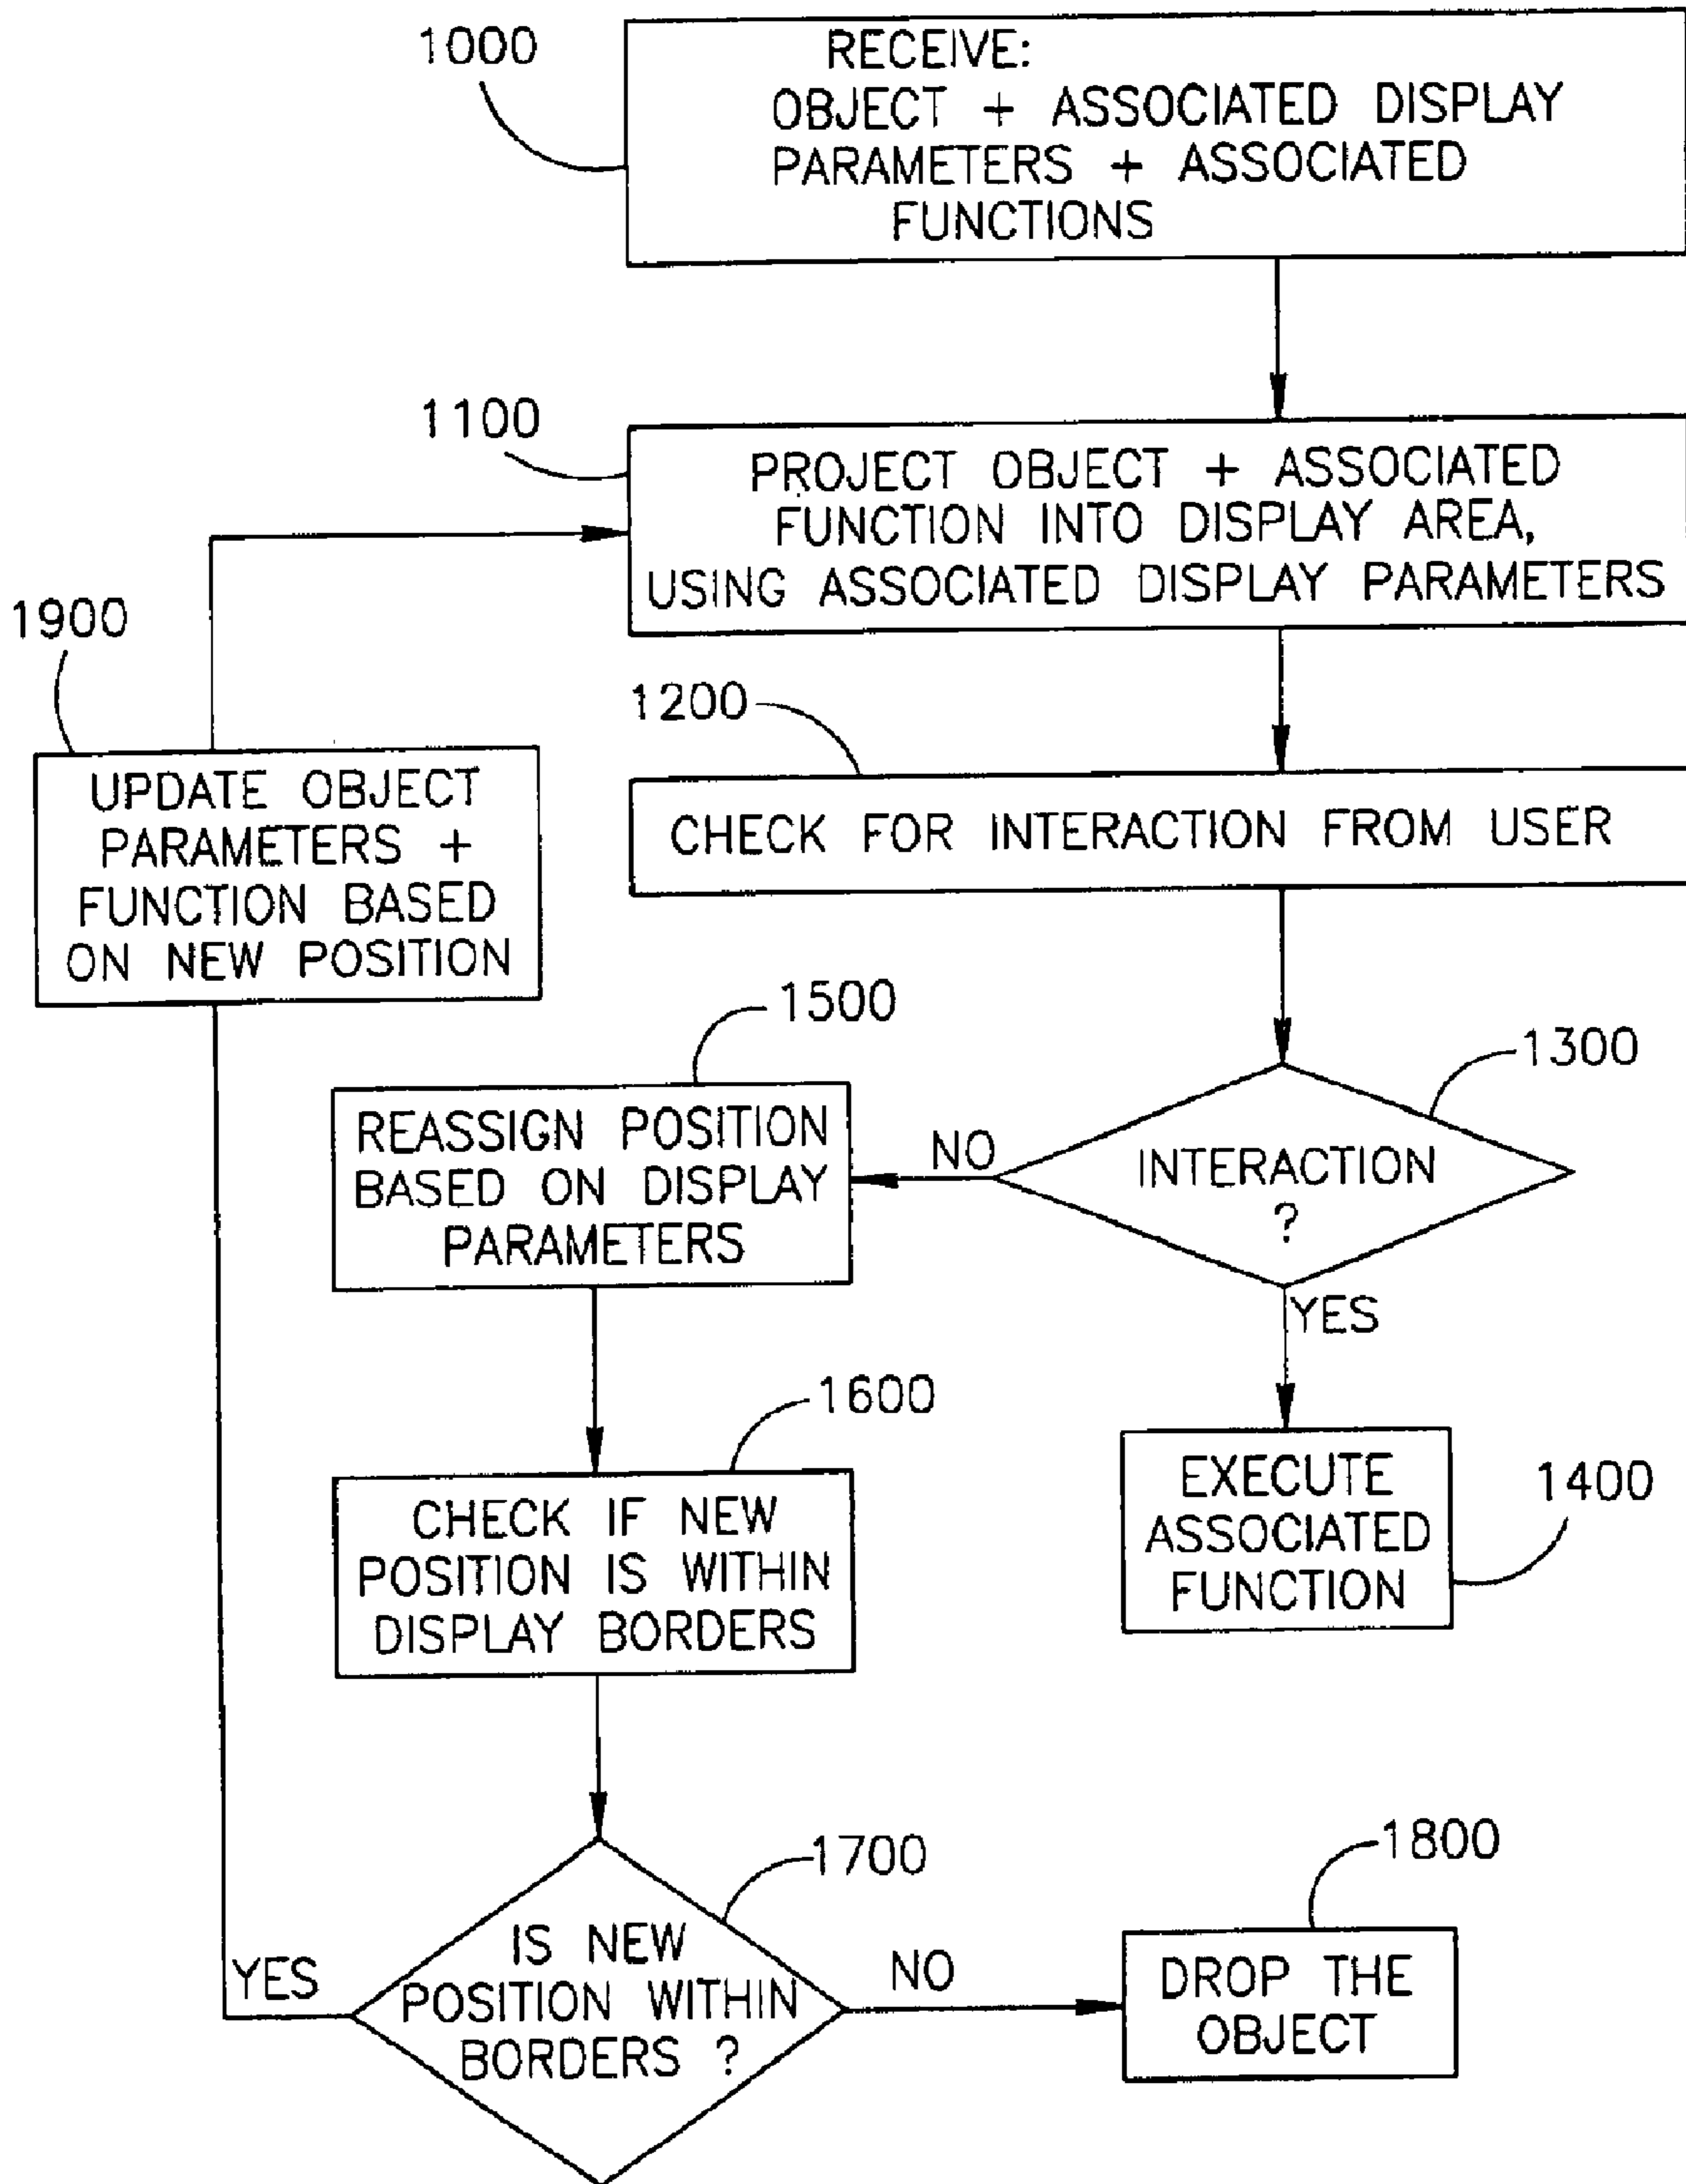 1000
RECEIVE:
OBJECT + ASSOCIATED DISPLAY
PARAMETERS + ASSOCIATED
FUNCTIONS
1100
PROJECT OBJECT + ASSOCIATED
FUNCTION INTO DISPLAY AREA,
USING ASSOCIATED DISPLAY PARAMETERS
1900
UPDATE OBJECT
PARAMETERS +
FUNCTION BASED
ON NEW POSITION
1200
CHECK FOR INTERACTION FROM USER
1300
INTERACTION
?
NO
YES
1500
REASSIGN POSITION
BASED ON DISPLAY
PARAMETERS
1400
EXECUTE
ASSOCIATED
FUNCTION
1600
CHECK IF NEW
POSITION IS WITHIN
DISPLAY BORDERS
1700
IS NEW
POSITION WITHIN
BORDERS ?
YES
NO
1800
DROP THE
OBJECT